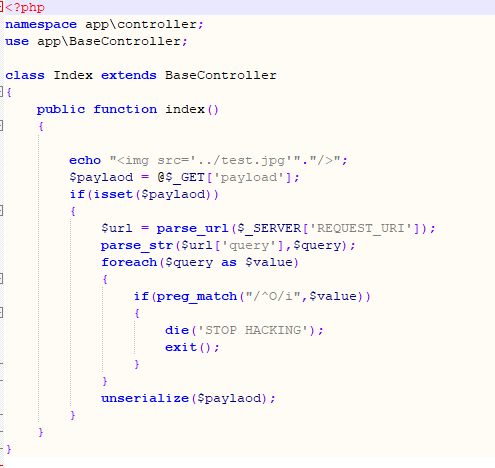 <?php
namespace app\controller;
use app\BaseController;
class Index extends BaseController
{
public function index()
{
echo "<img src='../test.jpg'"."/>";
$paylaod = @$_GET['payload'];
if(isset($paylaod))
{
$url = parse_url($_SERVER['REQUEST_URI']);
parse_str($url['query'],$query);
foreach($query as $value)
{
if(preg_match("/^O/i",$value))
{
die('STOP HACKING');
exit();
}
}
unserialize($paylaod);
}
}
}